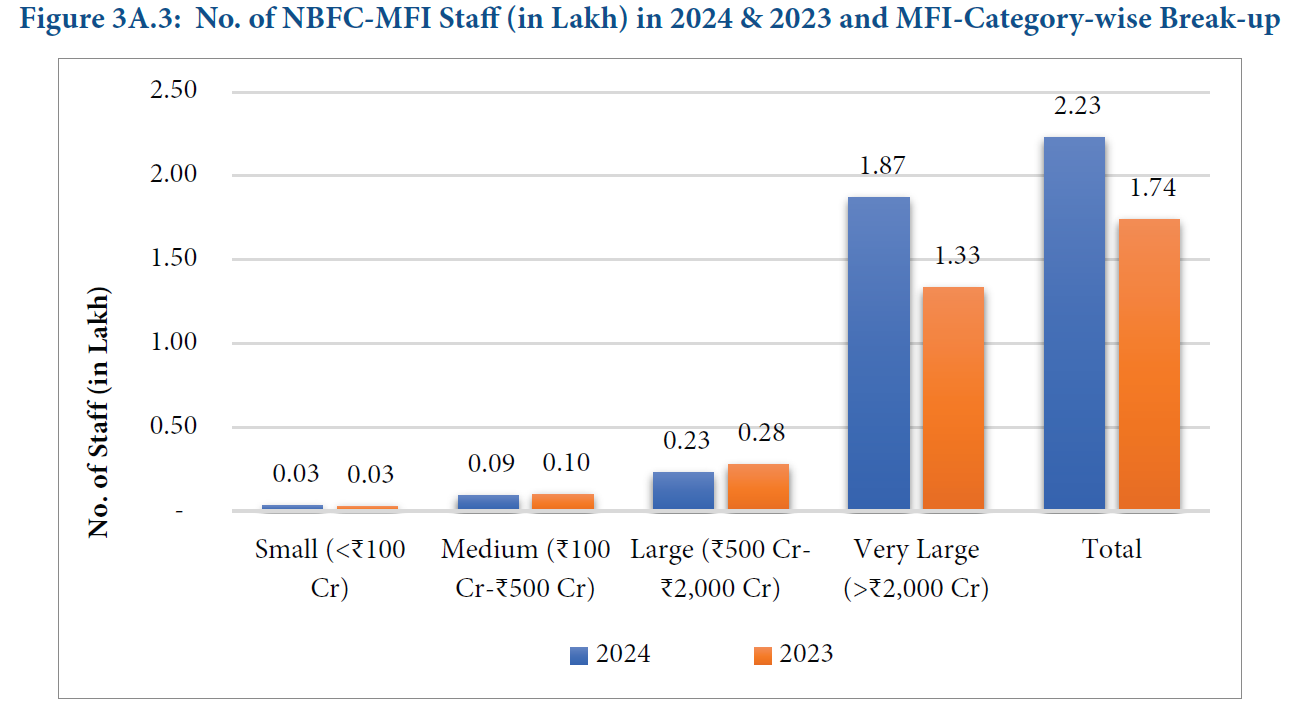 Figure 3A.3: No. of NBFC-MFI Staff (in Lakh) in 2024 & 2023 and MFI-Category-wise Break-up
No. of Staff (in Lakh)
2.50
2.00
1.50
1.00
0.50
-
0.03
0.03
0.09
0.10
0.23
0.28
1.87
1.33
2.23
1.74
Small (<₹100
Cr)
Medium (₹100
Cr-₹500 Cr)
Large (₹500 Cr-
₹2,000 Cr)
Very Large
(>₹2,000 Cr)
Total
2024
2023